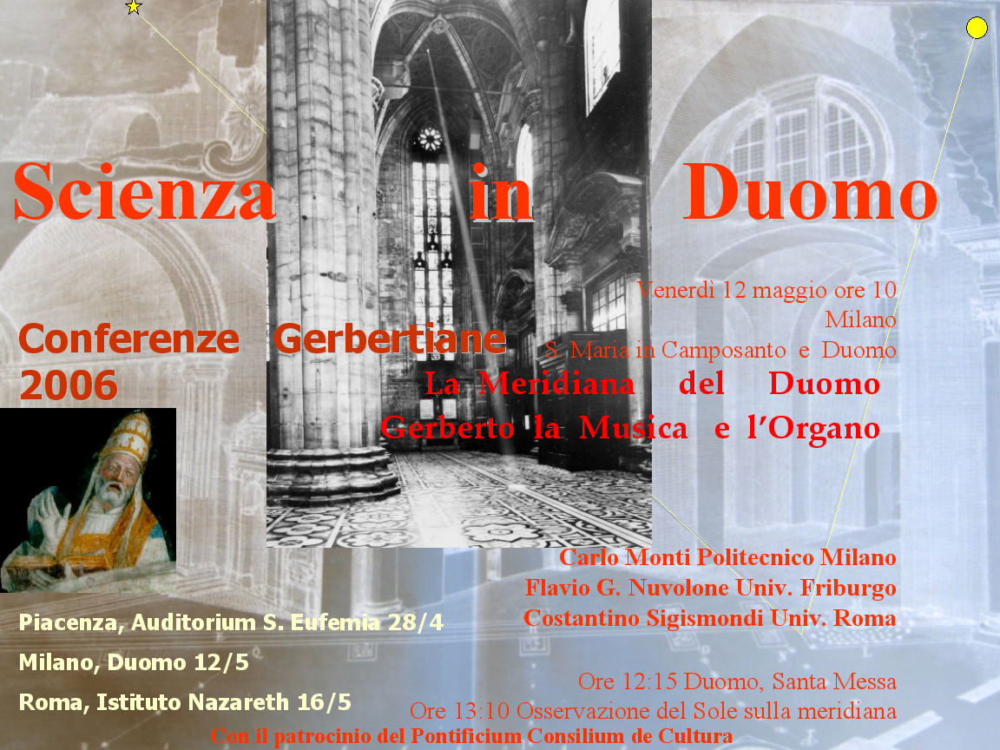 Scienza in Duomo
Venerdì 12 maggio ore 10
Milano
S. Maria in Camposanto e Duomo
Conferenze Gerbertiane
2006
La Meridiana del Duomo
Gerberto la Musica e l’Organo
Carlo Monti Politecnico Milano
Flavio G. Nuvolone Univ. Friburgo
Costantino Sigismondi Univ. Roma
Piacenza, Auditorium S. Eufemia 28/4
Milano, Duomo 12/5
Roma, Istituto Nazareth 16/5
Ore 12:15 Duomo, Santa Messa
Ore 13:10 Osservazione del Sole sulla meridiana
Con il patrocinio del Pontificium Consilium de Cultura